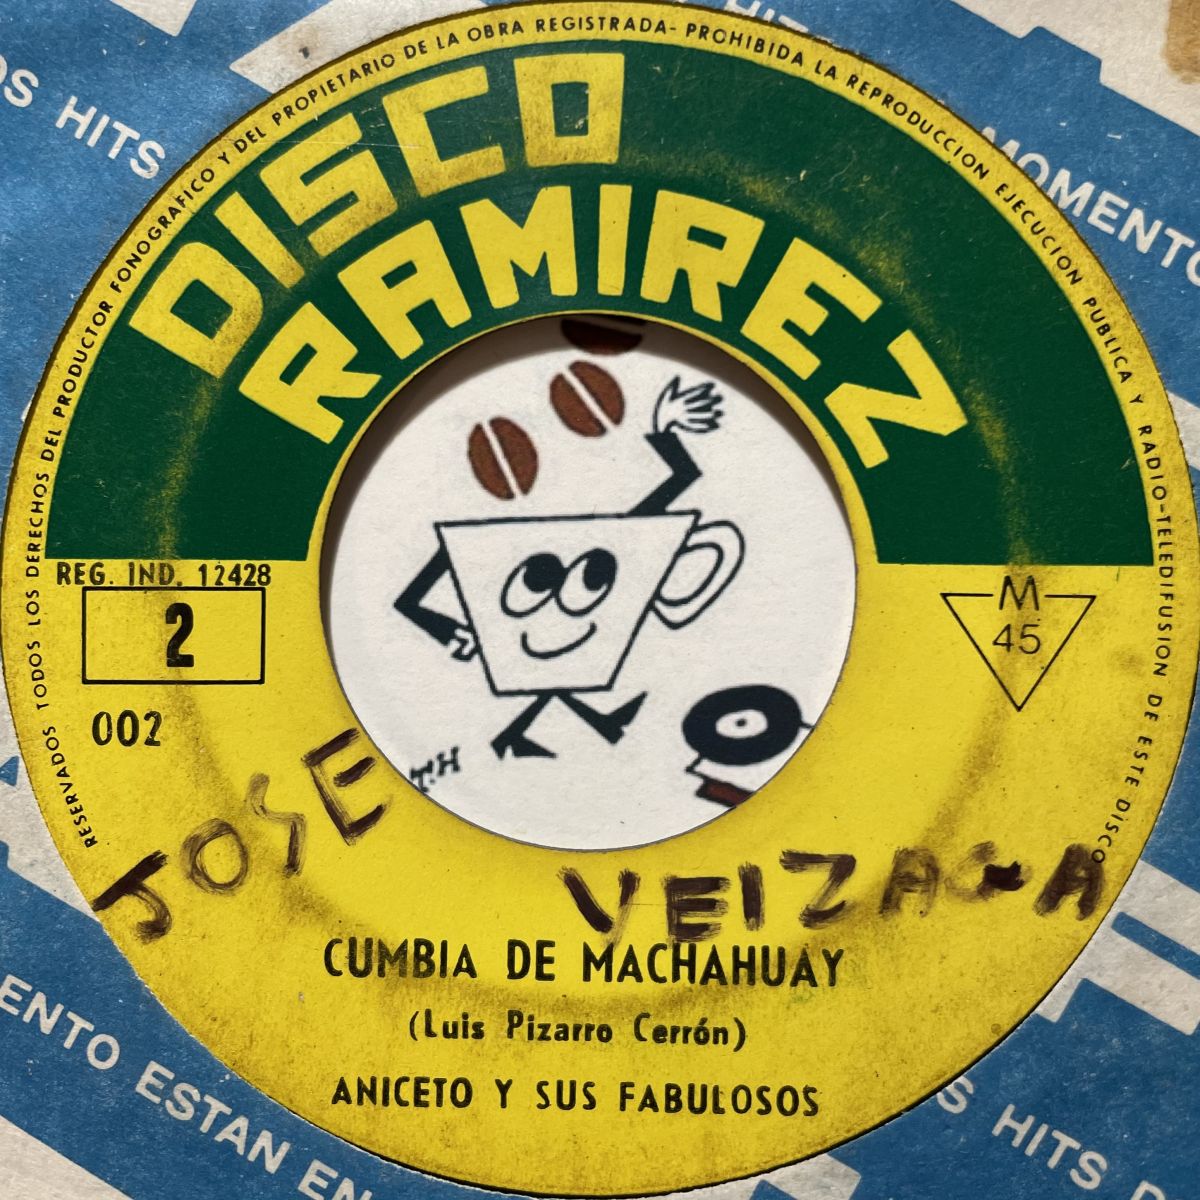 RESERVADOS TODOS LOS DERECHOS DEL PRODUCTOR FONOGRAFICO Y DEL PROPIETARIO DE LA OBRA REGISTRADA- PROHIBIDA LA REPRODUCCION EJECUCION PUBLICA Y RADIO-TELEDIFUSION DE ESTE DISCO
DISCO
RAMIREZ
REG. IND. 12428
2
002
M
45
JOSE VEIZAGA
CUMBIA DE MACHAHUAY
(Luis Pizarro Cerrón)
ANICETO Y SUS FABULOSOS
OS HITS
MOMENTO
ENTO ESTAN EN
S HITS D